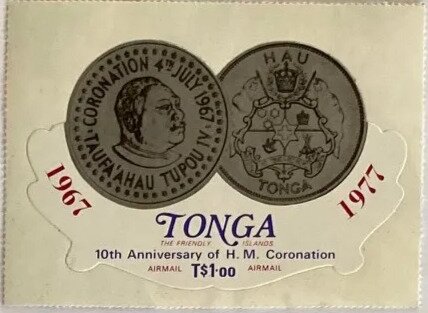 CORONATION 4TH JULY 1967
TAUFA'AHAU TUPOU IV
HAU
TONGA
1967
1977
TONGA
THE FRIENDLY ISLANDS
10th Anniversary of H. M. Coronation
AIRMAIL T$1·00 AIRMAIL